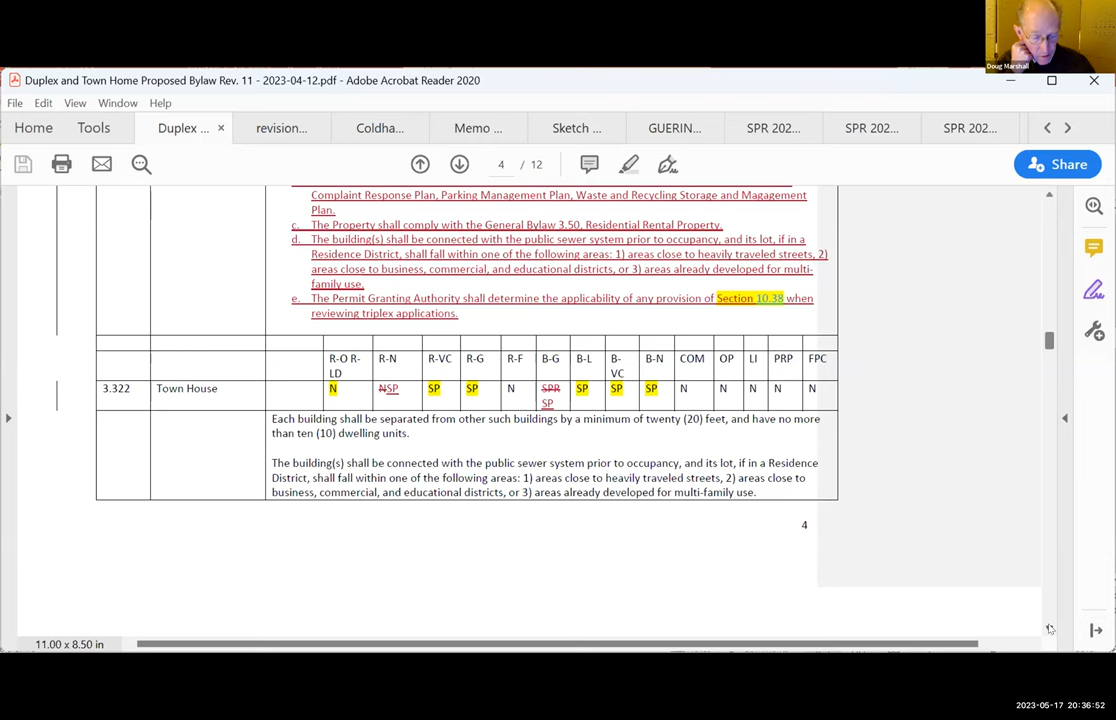 Doug Marshall
Duplex and Town Home Proposed Bylaw Rev. 11 - 2023-04-12.pdf - Adobe Acrobat Reader 2020
File Edit View Window Help
Home Tools Duplex ... × revision... Coldha... Memo ... Sketch ... GUERIN... SPR 202... SPR 202... SPR 202...
4 / 12 Share
Complaint Response Plan, Parking Management Plan, Waste and Recycling Storage and Magagement
Plan.
c. The Property shall comply with the General Bylaw 3.50, Residential Rental Property.
d. The building(s) shall be connected with the public sewer system prior to occupancy, and its lot, if in a
Residence District, shall fall within one of the following areas: 1) areas close to heavily traveled streets, 2)
areas close to business, commercial, and educational districts, or 3) areas already developed for multi-
family use.
e. The Permit Granting Authority shall determine the applicability of any provision of Section 10.38 when
reviewing triplex applications.
R-O R- R-N R-VC R-G R-F B-G B-L B- B-N COM OP LI PRP FPC
LD VC
3.322 Town House N NSP SP SP N SPR SP SP SP N N N N N
SP
Each building shall be separated from other such buildings by a minimum of twenty (20) feet, and have no more
than ten (10) dwelling units.
The building(s) shall be connected with the public sewer system prior to occupancy, and its lot, if in a Residence
District, shall fall within one of the following areas: 1) areas close to heavily traveled streets, 2) areas close to
business, commercial, and educational districts, or 3) areas already developed for multi-family use.
4
11.00 x 8.50 in
2023-05-17 20:36:52